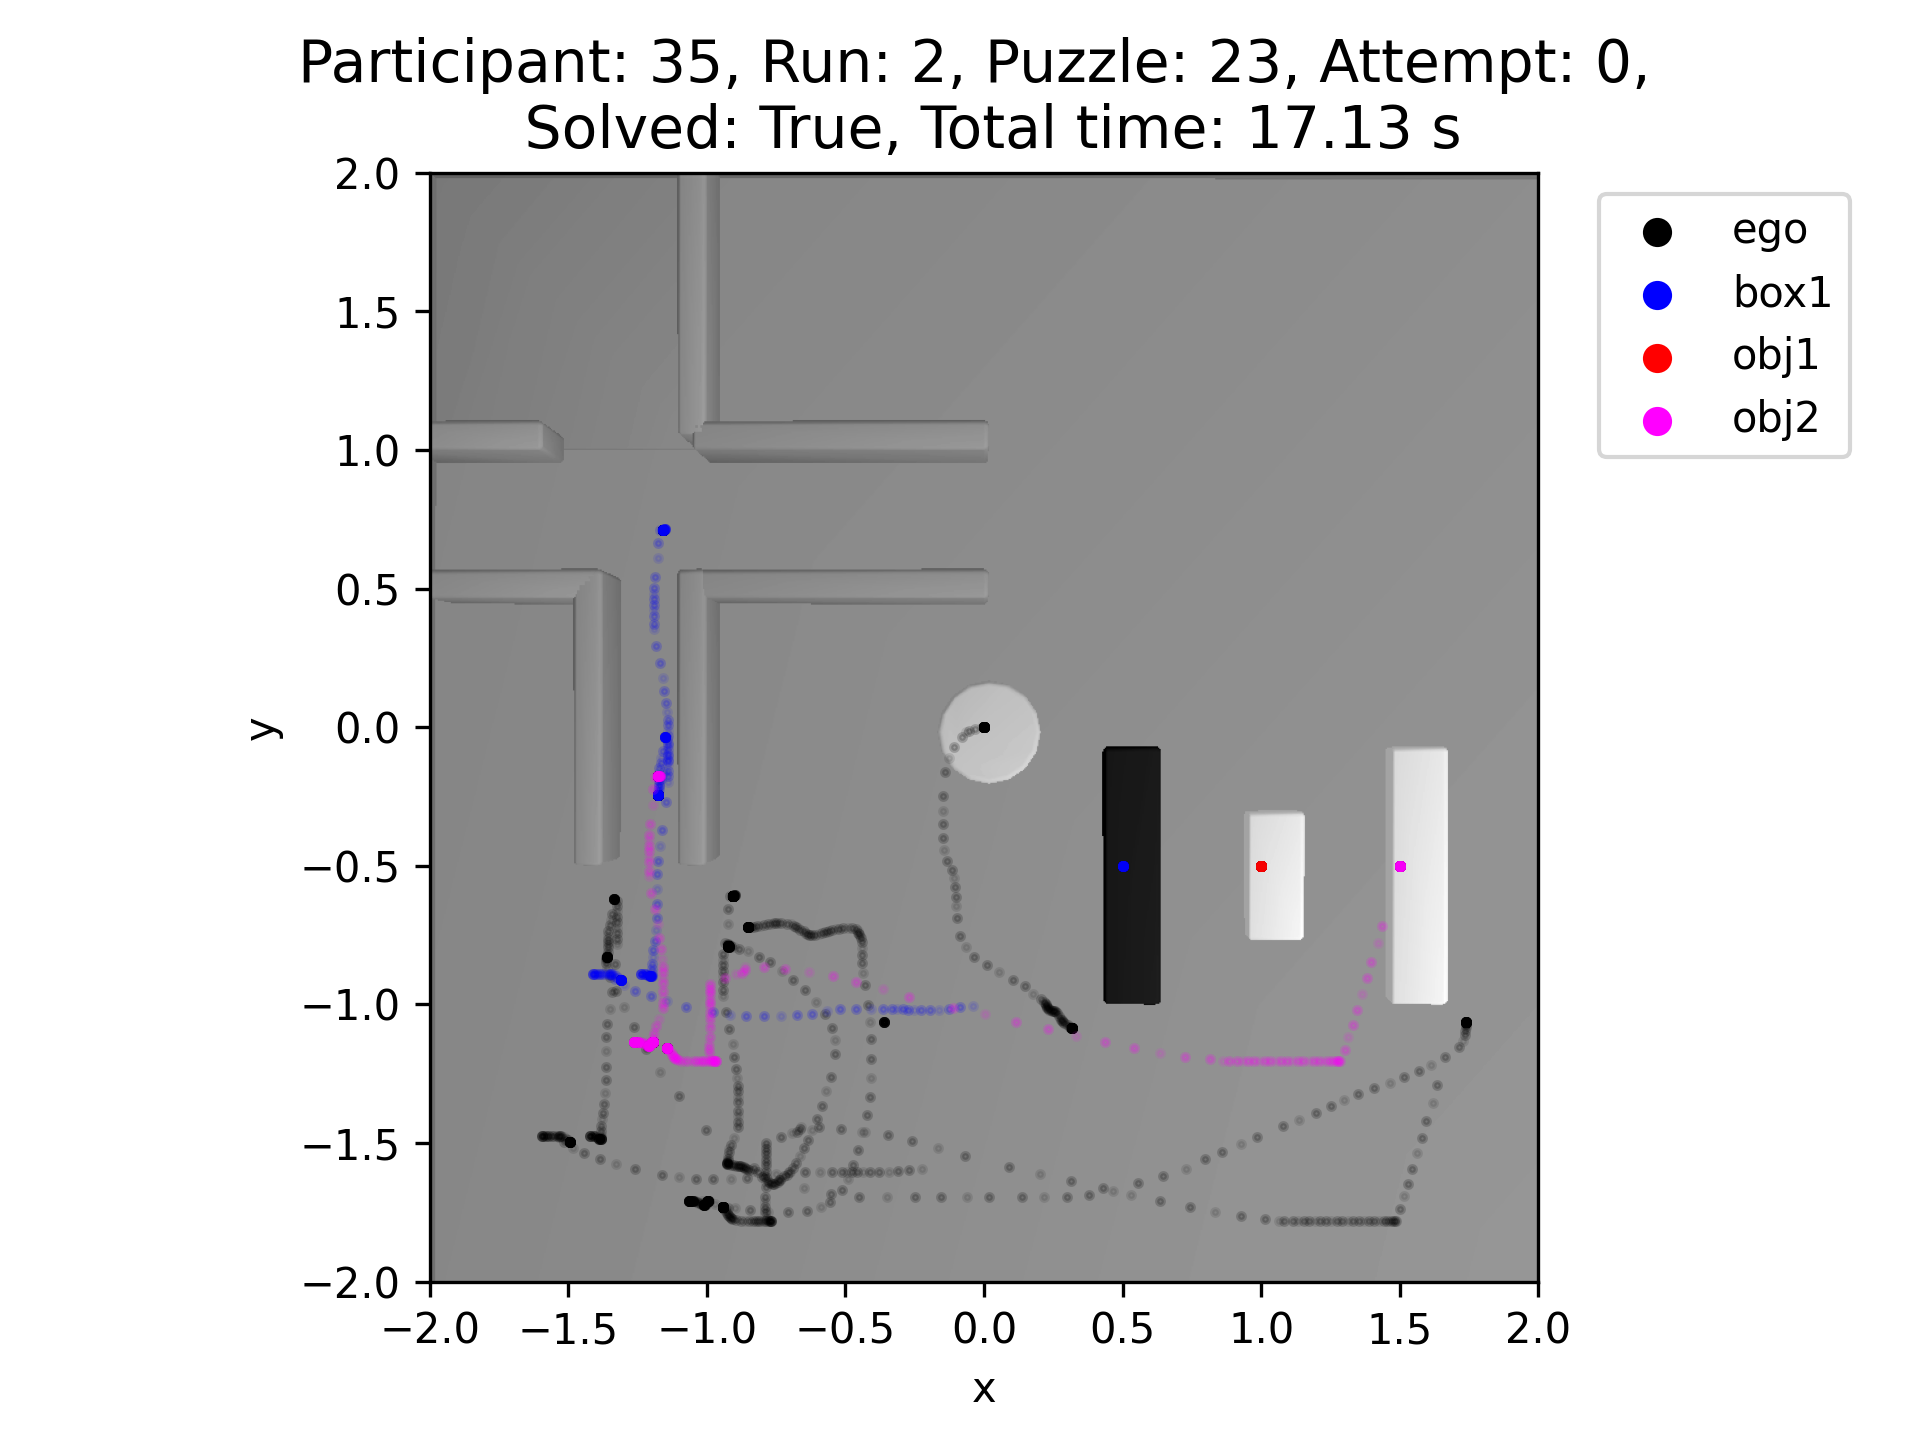 Participant: 35, Run: 2, Puzzle: 23, Attempt: 0,
Solved: True, Total time: 17.13 s
2.0
1.5
1.0
0.5
0.0
−0.5
−1.0
−1.5
−2.0
y
−2.0 −1.5 −1.0 −0.5 0.0 0.5 1.0 1.5 2.0
x
ego
box1
obj1
obj2